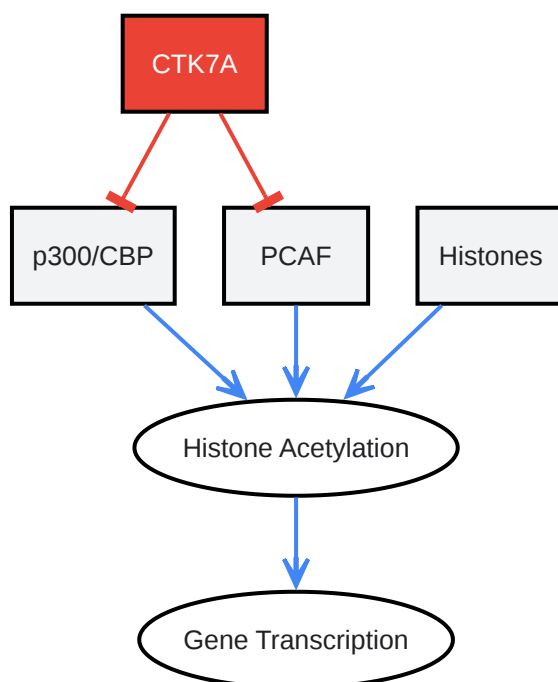 CTK7A
p300/CBP
PCAF
Histones
Histone Acetylation
Gene Transcription